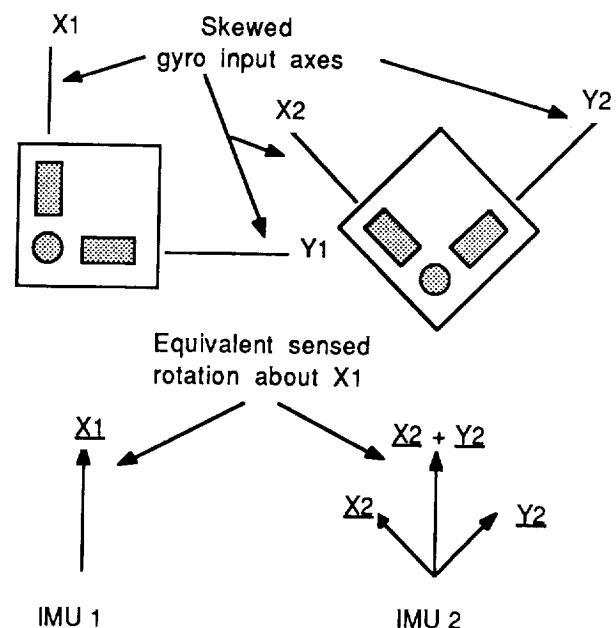 X1
Skewed
gyro input axes
X2
Y2
Y1
Equivalent sensed
rotation about X1
X1
X2 + Y2
X2
Y2
IMU 1
IMU 2